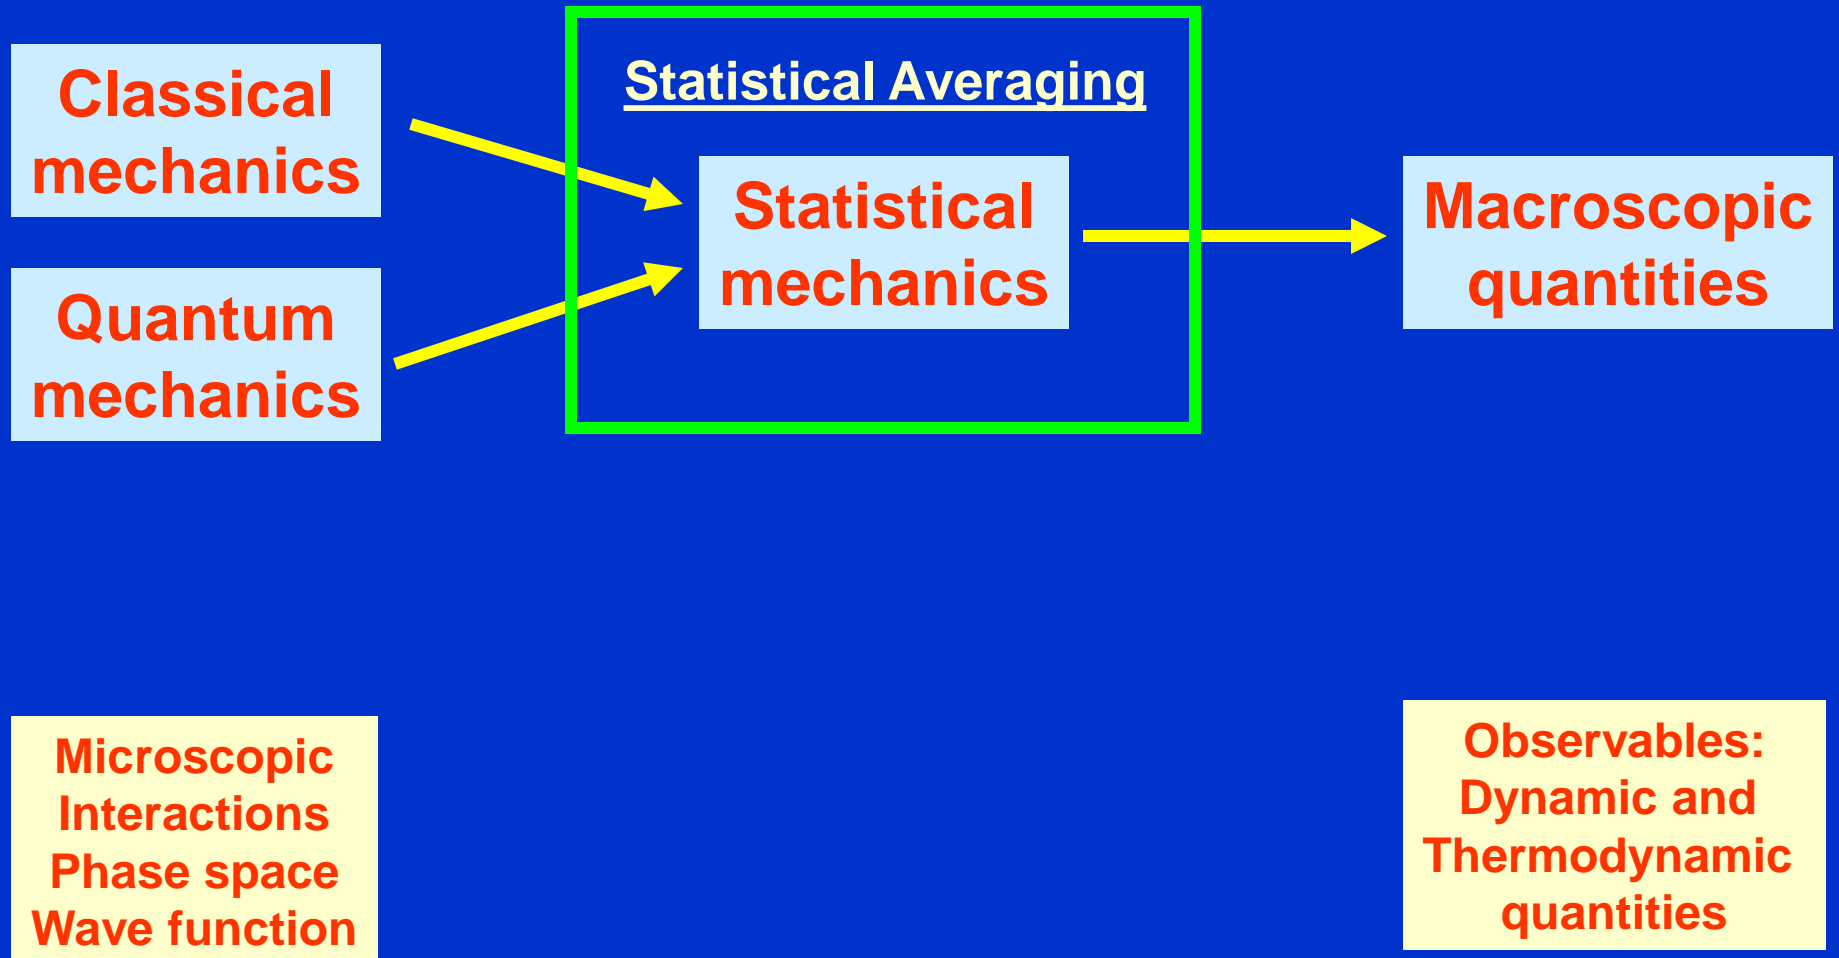 Classical
mechanics
Quantum
mechanics
Statistical Averaging
Statistical
mechanics
Macroscopic
quantities
Microscopic
Interactions
Phase space
Wave function
Observables:
Dynamic and
Thermodynamic
quantities